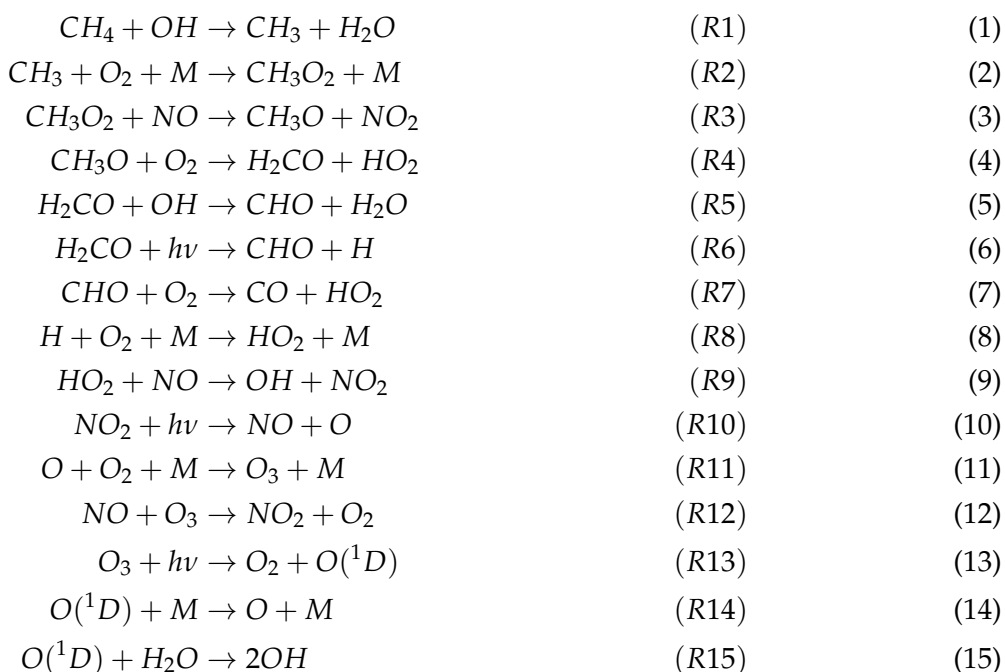 CH₄ + OH → CH₃ + H₂O (R1) (1)
CH₃ + O₂ + M → CH₃O₂ + M (R2) (2)
CH₃O₂ + NO → CH₃O + NO₂ (R3) (3)
CH₃O + O₂ → H₂CO + HO₂ (R4) (4)
H₂CO + OH → CHO + H₂O (R5) (5)
H₂CO + hν → CHO + H (R6) (6)
CHO + O₂ → CO + HO₂ (R7) (7)
H + O₂ + M → HO₂ + M (R8) (8)
HO₂ + NO → OH + NO₂ (R9) (9)
NO₂ + hν → NO + O (R10) (10)
O + O₂ + M → O₃ + M (R11) (11)
NO + O₃ → NO₂ + O₂ (R12) (12)
O₃ + hν → O₂ + O(¹D) (R13) (13)
O(¹D) + M → O + M (R14) (14)
O(¹D) + H₂O → 2OH (R15) (15)